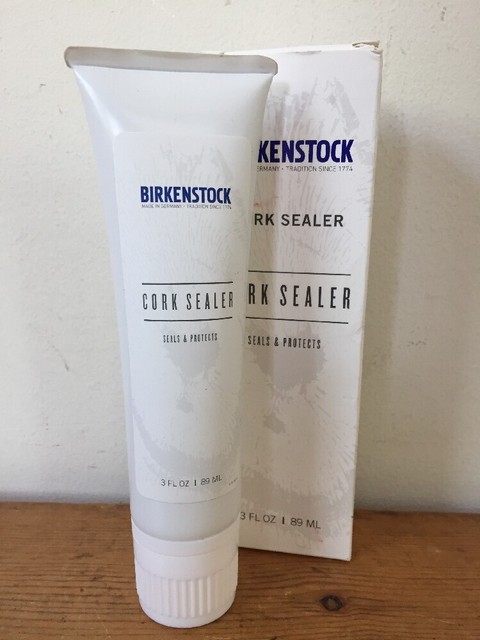 BIRKENSTOCK
MADE IN GERMANY • TRADITION SINCE 1774
CORK SEALER
SEALS & PROTECTS
3 FL OZ | 89 ML
KENSTOCK
ERMANY • TRADITION SINCE 1774
RK SEALER
RK SEALER
SEALS & PROTECTS
3 FL OZ | 89 ML